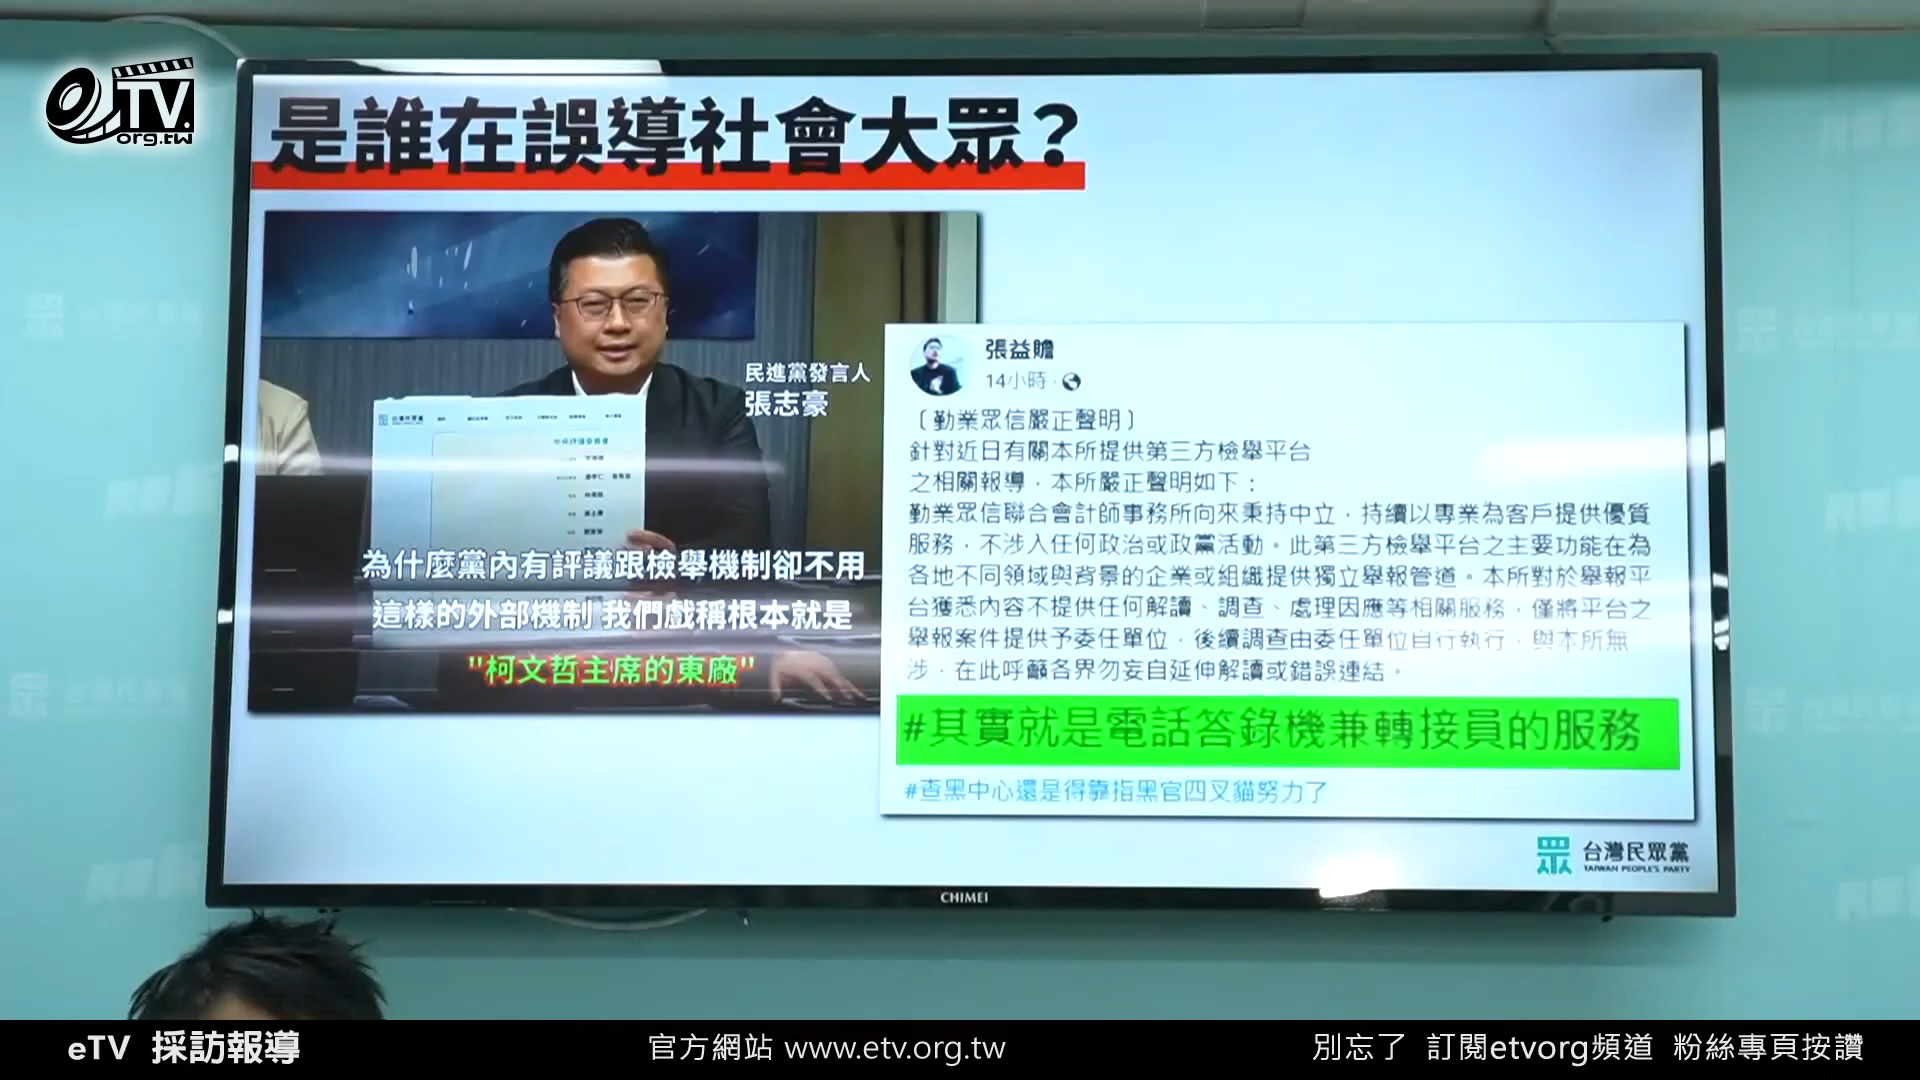 eTV.
org.tw
是誰在誤導社會大眾？
民進黨發言人
張志豪
台灣民眾黨
中央評議委員會
為什麼黨內有評議跟檢舉機制卻不用
這樣的外部機制 我們戲稱根本就是
"柯文哲主席的東廠"
張益贍
14小時
〔勤業眾信嚴正聲明〕
針對近日有關本所提供第三方檢舉平台
之相關報導，本所嚴正聲明如下：
勤業眾信聯合會計師事務所向來秉持中立，持續以專業為客戶提供優質
服務，不涉入任何政治或政黨活動。此第三方檢舉平台之主要功能在為
各地不同領域與背景的企業或組織提供獨立舉報管道。本所對於舉報平
台獲悉內容不提供任何解讀、調查、處理因應等相關服務，僅將平台之
舉報案件提供予委任單位，後續調查由委任單位自行執行，與本所無
涉，在此呼籲各界勿妄自延伸解讀或錯誤連結。
#其實就是電話答錄機兼轉接員的服務
#查黑中心還是得靠指黑官四叉貓努力了
眾 台灣民眾黨
TAIWAN PEOPLE'S PARTY
CHIMEI
eTV 採訪報導
官方網站 www.etv.org.tw
別忘了 訂閱etvorg頻道 粉絲專頁按讚